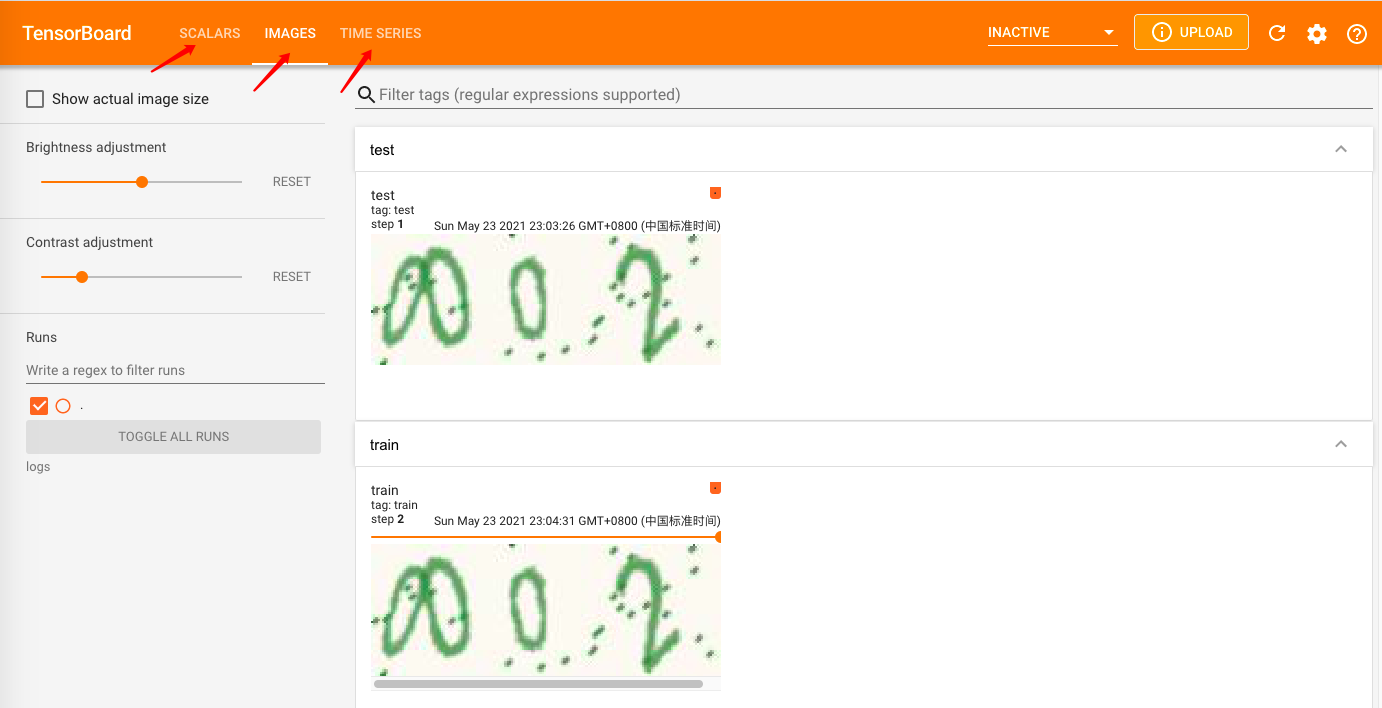 TensorBoard SCALARS IMAGES TIME SERIES INACTIVE UPLOAD
Show actual image size
Filter tags (regular expressions supported)
Brightness adjustment
RESET
Contrast adjustment
RESET
Runs
Write a regex to filter runs
.
TOGGLE ALL RUNS
logs
test
test
tag: test
step 1 Sun May 23 2021 23:03:26 GMT+0800 (中国标准时间)
train
train
tag: train
step 2 Sun May 23 2021 23:04:31 GMT+0800 (中国标准时间)